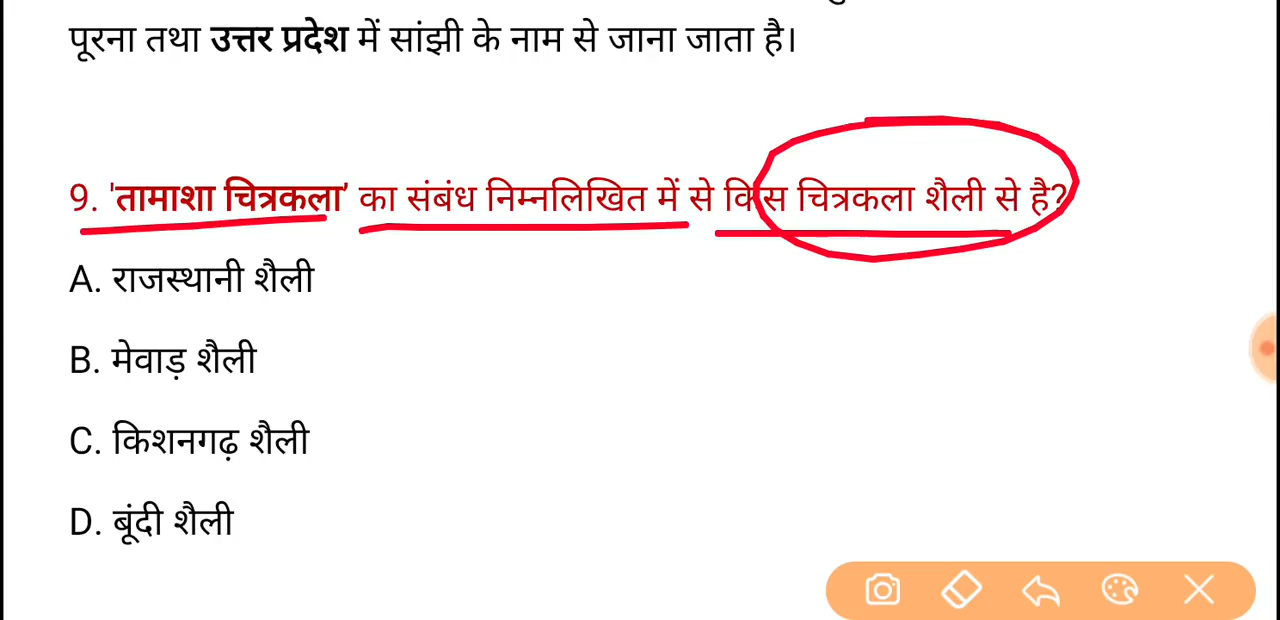 पूरना तथा उत्तर प्रदेश में सांझी के नाम से जाना जाता है।
9. 'तामाशा चित्रकला' का संबंध निम्नलिखित में से किस चित्रकला शैली से है?
A. राजस्थानी शैली
B. मेवाड़ शैली
C. किशनगढ़ शैली
D. बूंदी शैली